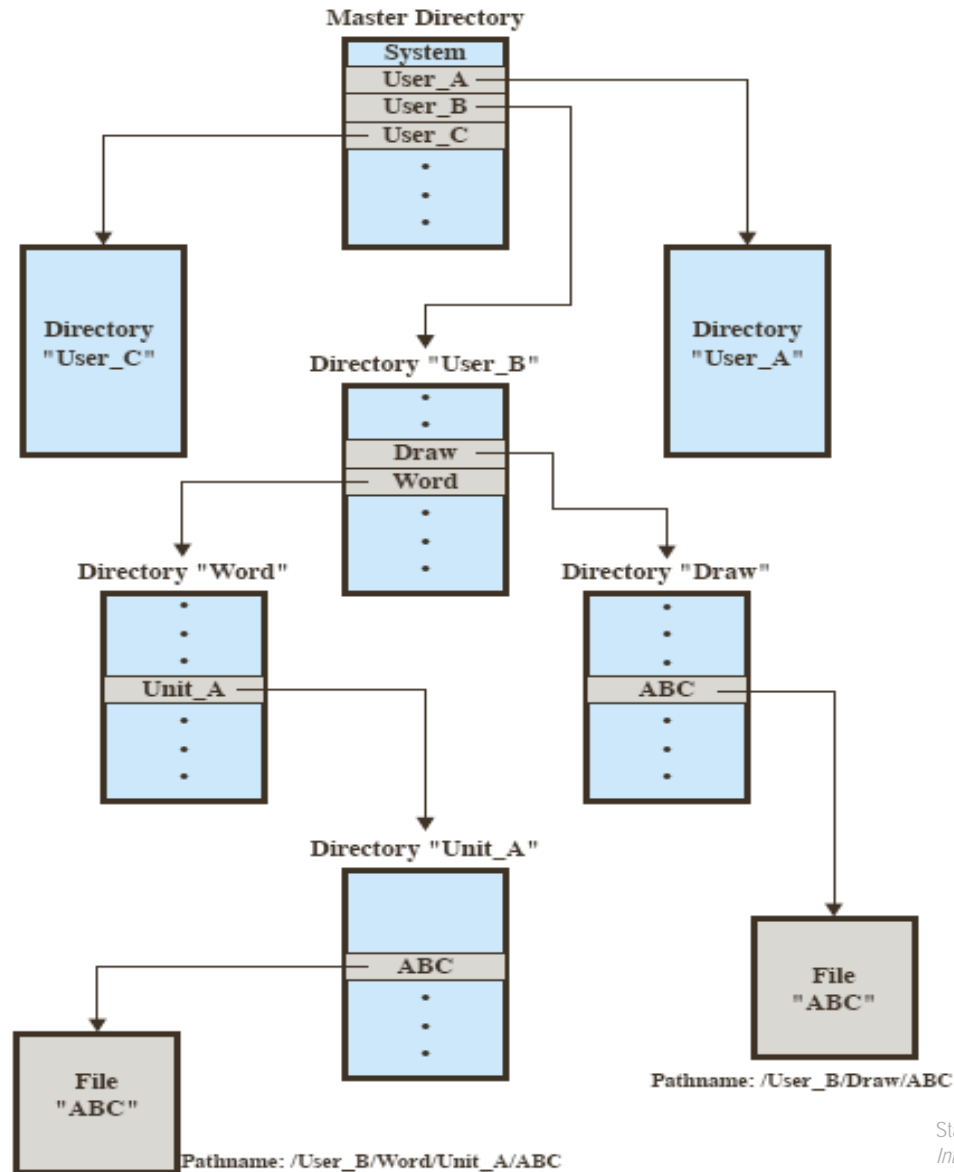 Master Directory
System
User_A
User_B
User_C
Directory
"User_C"
Directory
"User_A"
Directory "User_B"
Draw
Word
Directory "Word"
Directory "Draw"
Unit_A
ABC
Directory "Unit_A"
ABC
File
"ABC"
Pathname: /User_B/Draw/ABC
File
"ABC"
Pathname: /User_B/Word/Unit_A/ABC